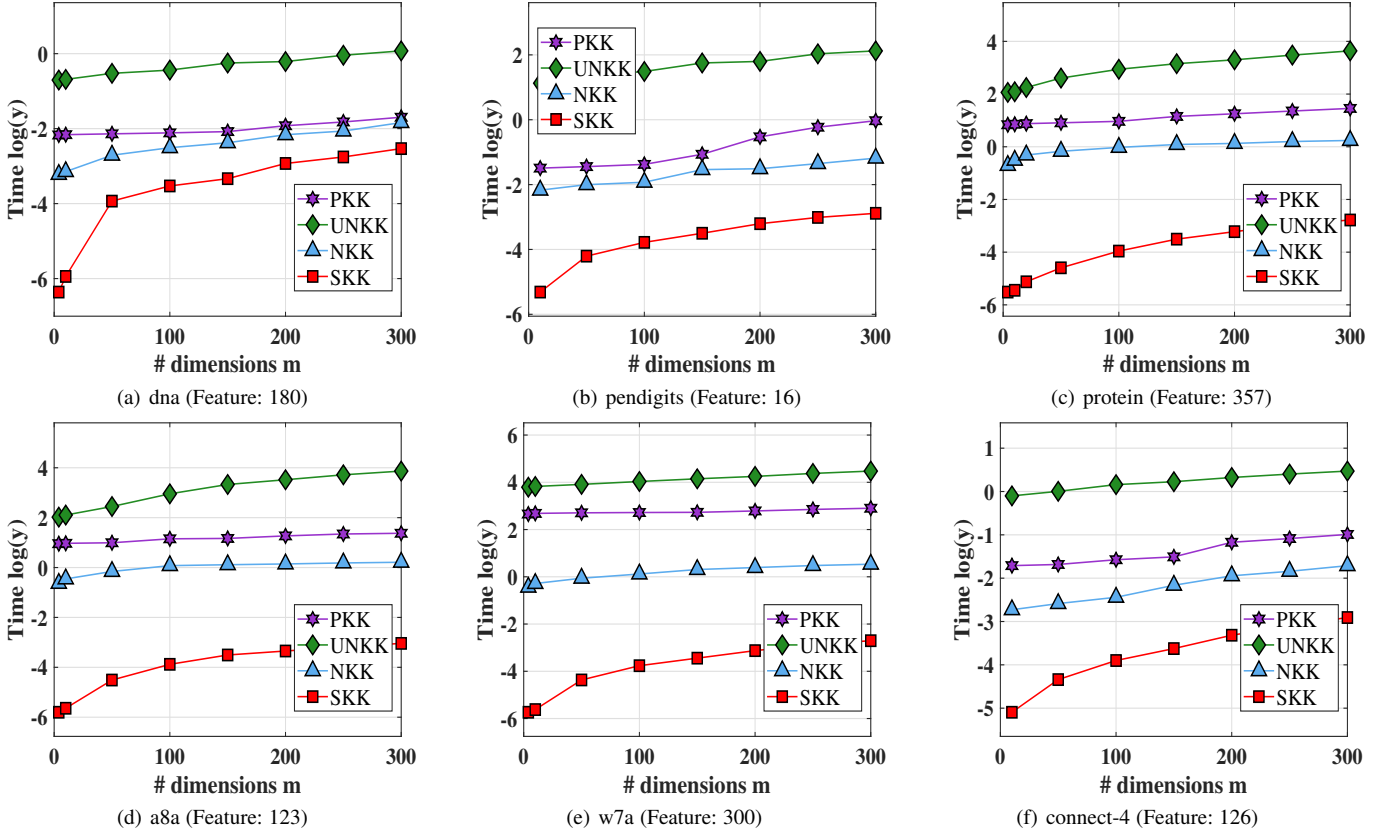 0
-2
-4
-6
Time log(y)
PKK
UNKK
NKK
SKK
0 100 200 300
# dimensions m
(a) dna (Feature: 180)
2
0
-2
-4
-6
Time log(y)
PKK
UNKK
NKK
SKK
0 100 200 300
# dimensions m
(b) pendigits (Feature: 16)
4
2
0
-2
-4
-6
Time log(y)
PKK
UNKK
NKK
SKK
0 100 200 300
# dimensions m
(c) protein (Feature: 357)
4
2
0
-2
-4
-6
Time log(y)
PKK
UNKK
NKK
SKK
0 100 200 300
# dimensions m
(d) a8a (Feature: 123)
6
4
2
0
-2
-4
-6
Time log(y)
PKK
UNKK
NKK
SKK
0 100 200 300
# dimensions m
(e) w7a (Feature: 300)
1
0
-1
-2
-3
-4
-5
Time log(y)
PKK
UNKK
NKK
SKK
0 100 200 300
# dimensions m
(f) connect-4 (Feature: 126)